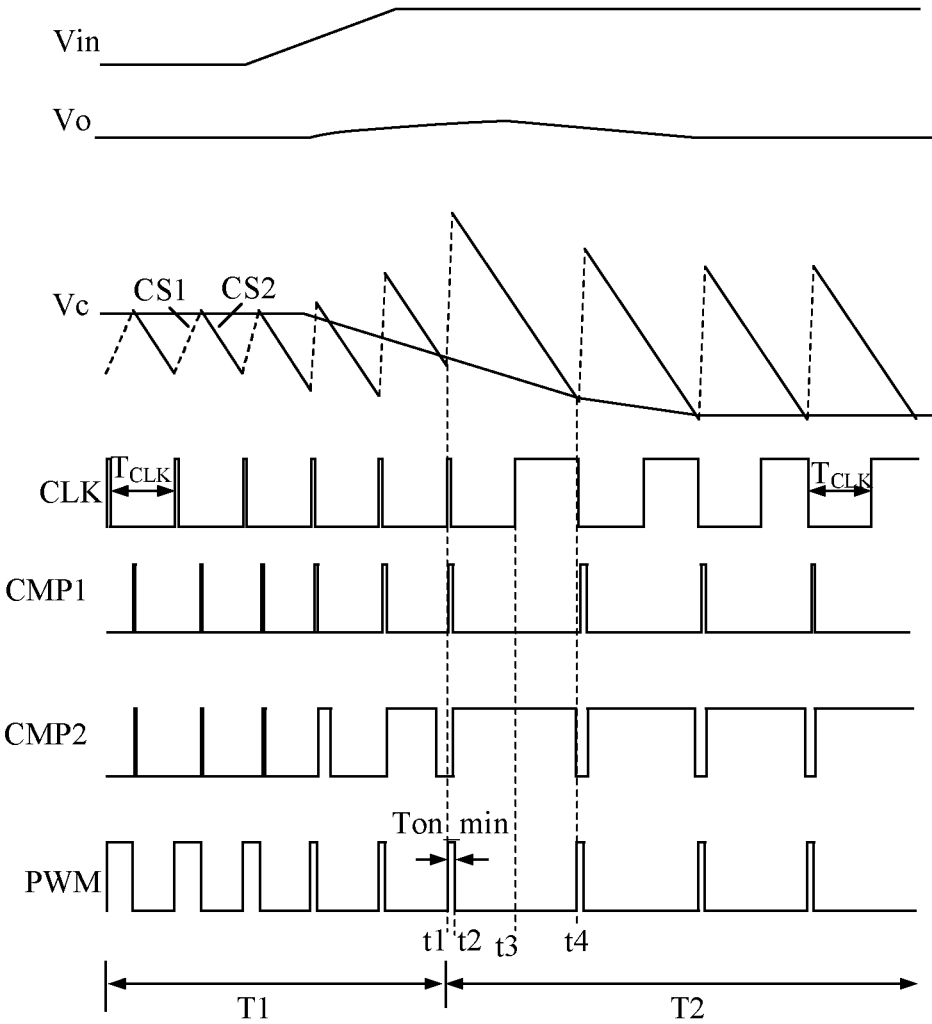 Vin
Vo
Vc
CS1
CS2
CLK
TCLK
TCLK
CMP1
CMP2
Ton_min
PWM
t1
t2
t3
t4
T1
T2